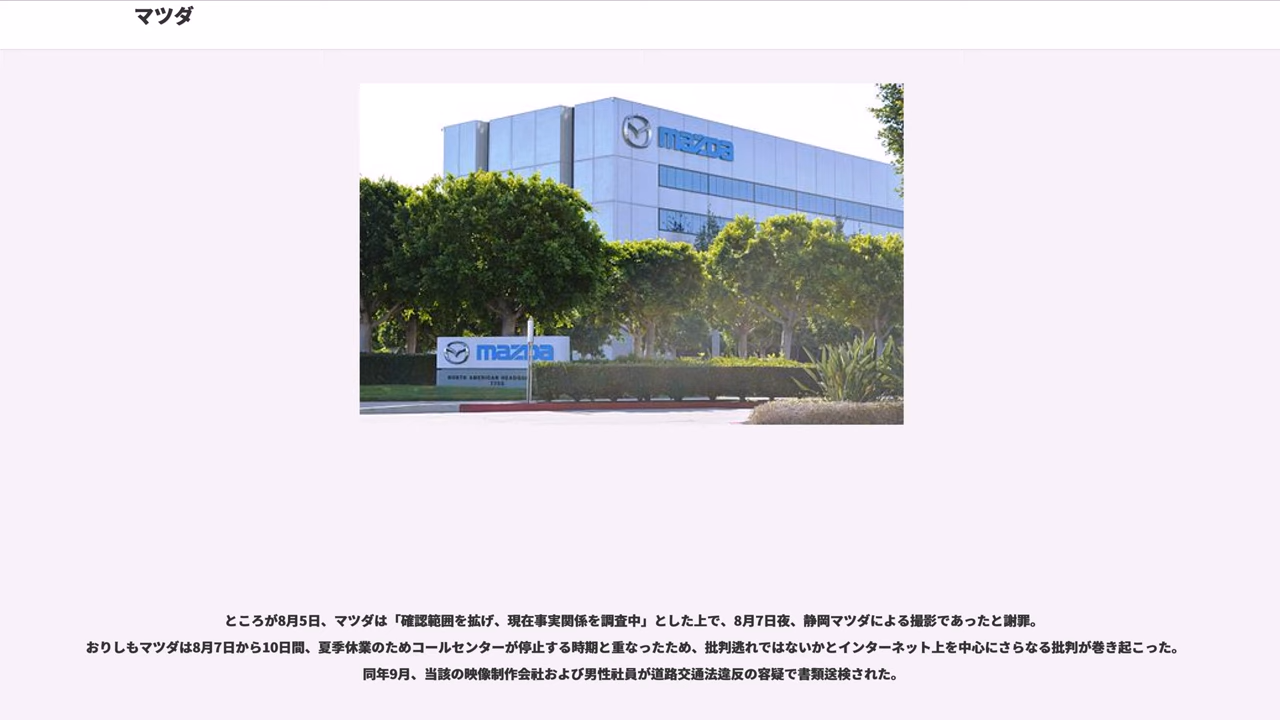 マツダ
mazda
mazda
NORTH AMERICAN
7755
ところが8月5日、マツダは「確認範囲を拡げ、現在事実関係を調査中」とした上で、8月7日夜、静岡マツダによる撮影であったと謝罪。
おりしもマツダは8月7日から10日間、夏季休業のためコールセンターが停止する時期と重なったため、批判逃れではないかとインターネット上を中心にさらなる批判が巻き起こった。
同年9月、当該の映像制作会社および男性社員が道路交通法違反の容疑で書類送検された。